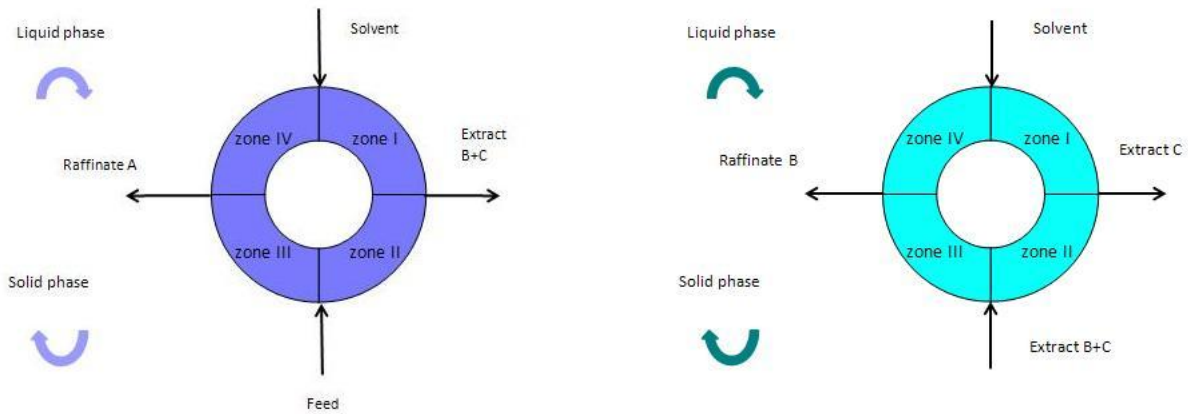 Liquid phase
Solvent
zone IV
zone I
Raffinate A
Extract
B+C
zone III
zone II
Solid phase
Feed
Liquid phase
Solvent
zone IV
zone I
Raffinate B
Extract C
zone III
zone II
Solid phase
Extract B+C